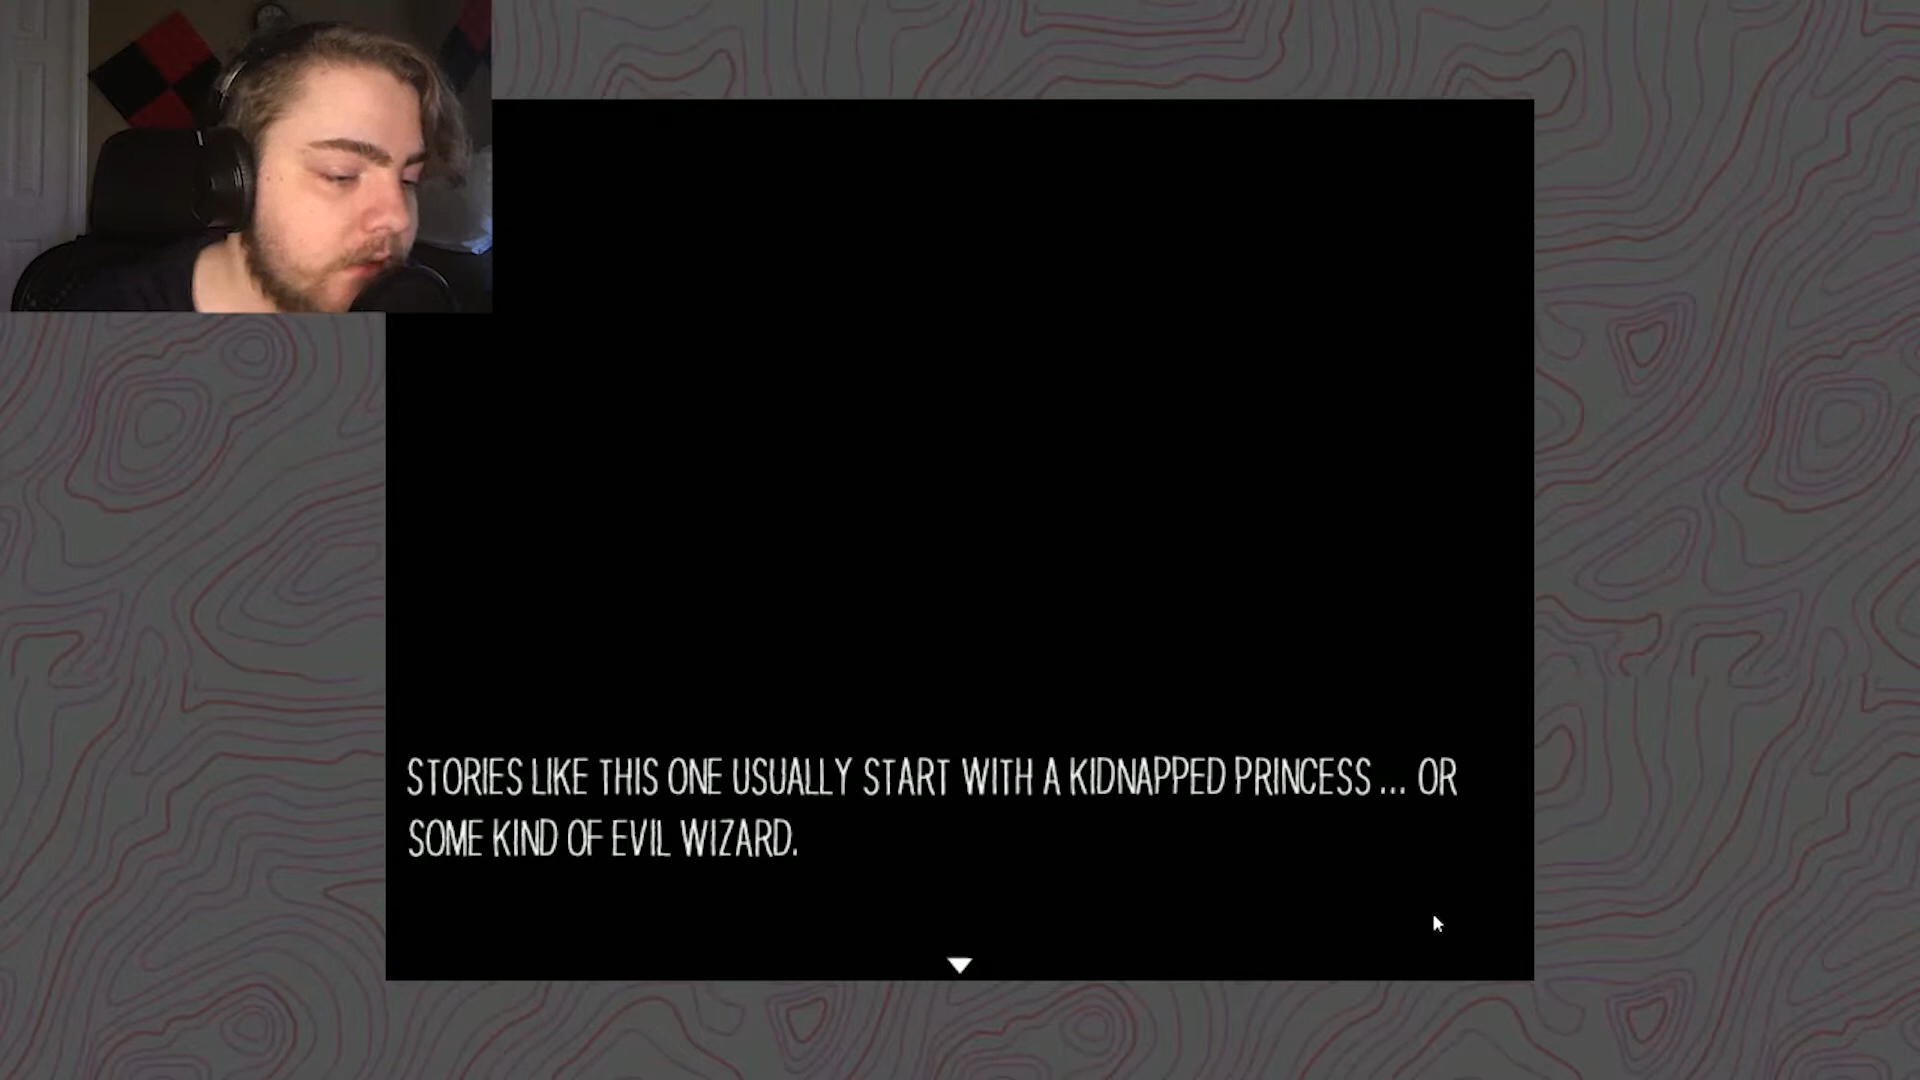 STORIES LIKE THIS ONE USUALLY START WITH A KIDNAPPED PRINCESS... OR
SOME KIND OF EVIL WIZARD.